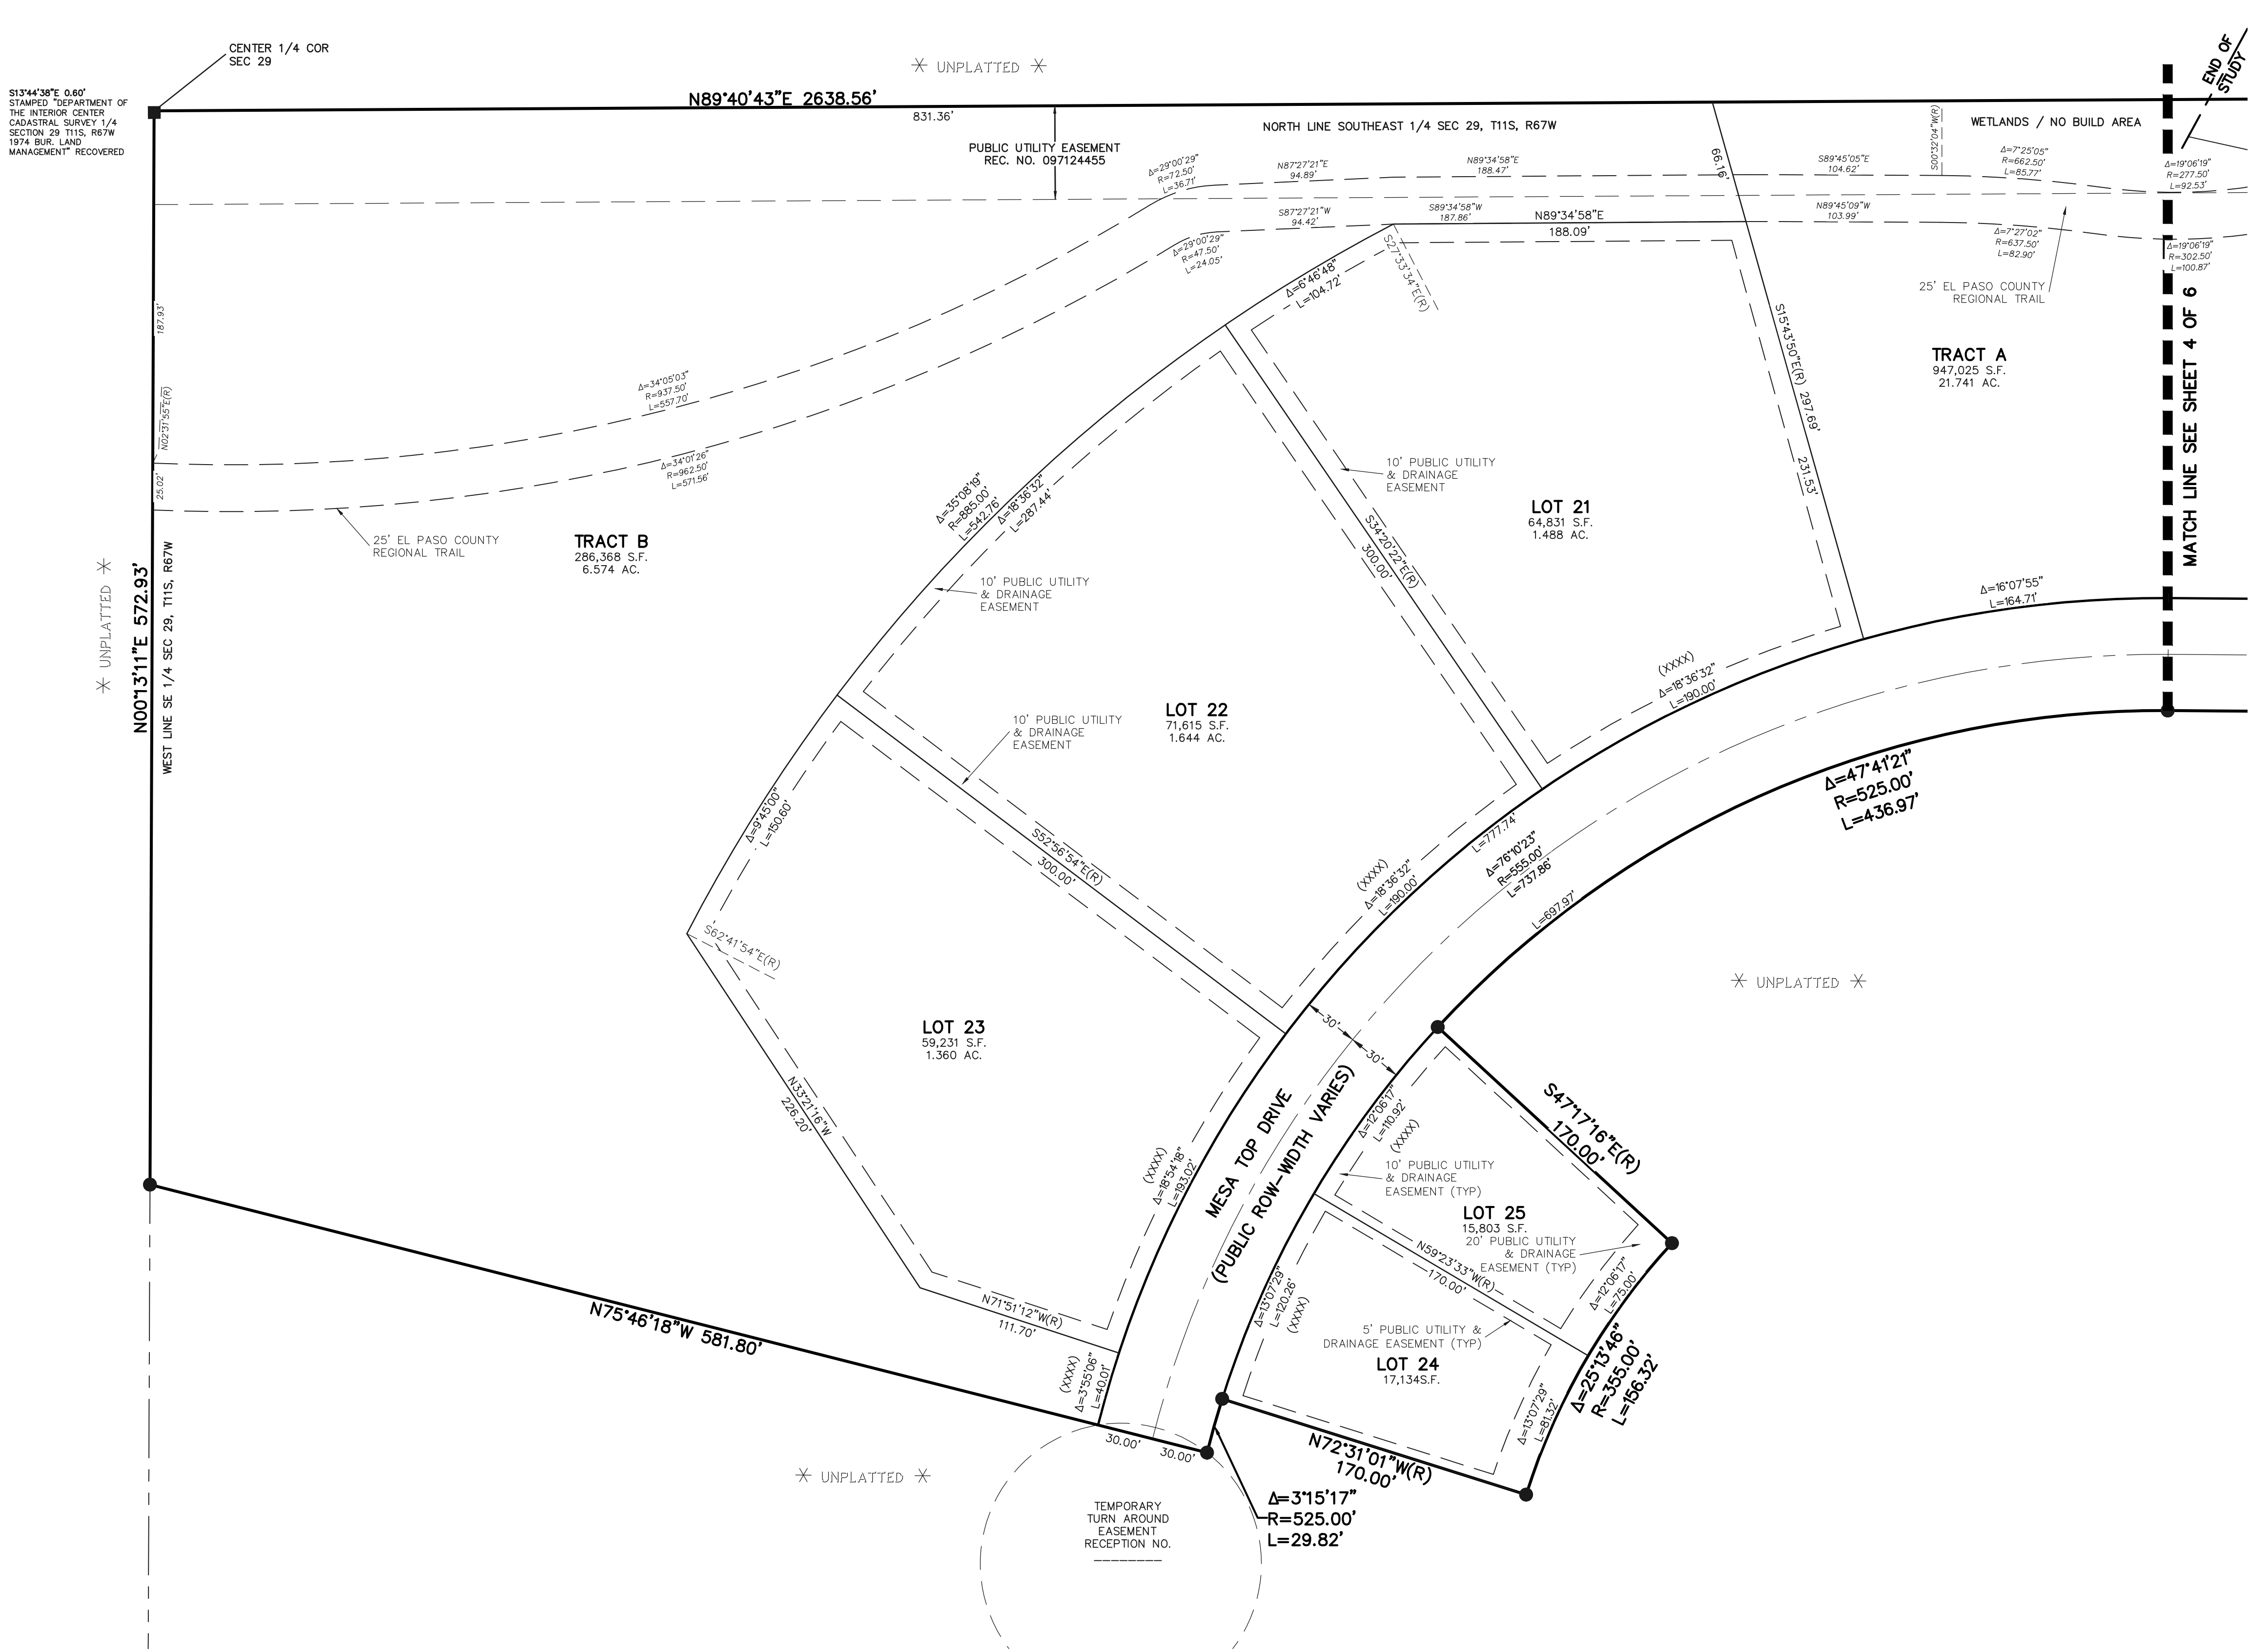 CENTER 1/4 COR
SEC 29
S13°44'38"E 0.60'
STAMPED "DEPARTMENT OF
THE INTERIOR CENTER
CADASTRAL SURVEY 1/4
SECTION 29 T11S, R67W
1974 BUR. LAND
MANAGEMENT" RECOVERED
UNPLATTED
N89°40'43"E 2638.56'
831.36'
PUBLIC UTILITY EASEMENT
REC. NO. 097124455
NORTH LINE SOUTHEAST 1/4 SEC 29, T11S, R67W
WETLANDS / NO BUILD AREA
END OF
STUDY
S00°32'04"W(R)
66.16'
Δ=29°00'29"
R=72.50'
L=36.71'
N87°27'21"E
94.89'
N89°34'58"E
188.47'
S89°45'05"E
104.62'
Δ=7°25'05"
R=662.50'
L=85.77'
Δ=19°06'19"
R=277.50'
L=92.53'
Δ=29°00'29"
R=47.50'
L=24.05'
S87°27'21"W
94.42'
S89°34'58"W
187.86'
N89°34'58"E
188.09'
N89°45'09"W
103.99'
Δ=7°27'02"
R=637.50'
L=82.90'
Δ=19°06'19"
R=302.50'
L=100.87'
25' EL PASO COUNTY
REGIONAL TRAIL
MATCH LINE SEE SHEET 4 OF 6
187.93'
N02°31'55"E(R)
25.02'
Δ=34°05'03"
R=937.50'
L=557.70'
Δ=34°01'26"
R=962.50'
L=571.56'
25' EL PASO COUNTY
REGIONAL TRAIL
TRACT B
286,368 S.F.
6.574 AC.
UNPLATTED
N00°13'11"E 572.93'
WEST LINE SE 1/4 SEC 29, T11S, R67W
Δ=6°46'48"
L=104.72'
S27°33'34"E(R)
S15°43'50"E(R) 297.69'
231.53'
TRACT A
947,025 S.F.
21.741 AC.
10' PUBLIC UTILITY
& DRAINAGE
EASEMENT
LOT 21
64,831 S.F.
1.488 AC.
S34°20'22"E(R)
300.00'
Δ=35°08'19"
R=885.00'
L=542.76'
Δ=18°36'32"
L=287.44'
10' PUBLIC UTILITY
& DRAINAGE
EASEMENT
Δ=16°07'55"
L=164.71'
(XXXX)
Δ=18°36'32"
L=190.00'
LOT 22
71,615 S.F.
1.644 AC.
10' PUBLIC UTILITY
& DRAINAGE
EASEMENT
Δ=9°45'00"
L=150.60'
S52°56'54"E(R)
300.00'
(XXXX)
Δ=18°36'32"
L=190.00'
L=777.74'
Δ=76°10'23"
R=555.00'
L=737.86'
L=697.97'
Δ=47°41'21"
R=525.00'
L=436.97'
UNPLATTED
S62°41'54"E(R)
LOT 23
59,231 S.F.
1.360 AC.
30'
30'
N33°21'16"W
226.20'
(XXXX)
Δ=18°54'18"
L=193.02'
MESA TOP DRIVE
(PUBLIC ROW-WIDTH VARIES)
Δ=12°06'17"
L=110.92'
(XXXX)
S47°17'16"E(R)
170.00'
10' PUBLIC UTILITY
& DRAINAGE
EASEMENT (TYP)
LOT 25
15,803 S.F.
20' PUBLIC UTILITY
& DRAINAGE
EASEMENT (TYP)
N59°23'33"W(R)
170.00'
Δ=12°06'17"
L=75.00'
Δ=13°07'29"
L=120.26'
(XXXX)
5' PUBLIC UTILITY &
DRAINAGE EASEMENT (TYP)
LOT 24
17,134S.F.
Δ=25°13'46"
R=355.00'
L=156.32'
Δ=13°07'29"
L=81.32'
N71°51'12"W(R)
111.70'
N75°46'18"W 581.80'
(XXXX)
Δ=3°55'06"
L=40.01'
30.00'
30.00'
N72°31'01"W(R)
170.00'
UNPLATTED
Δ=3°15'17"
R=525.00'
L=29.82'
TEMPORARY
TURN AROUND
EASEMENT
RECEPTION NO.
________